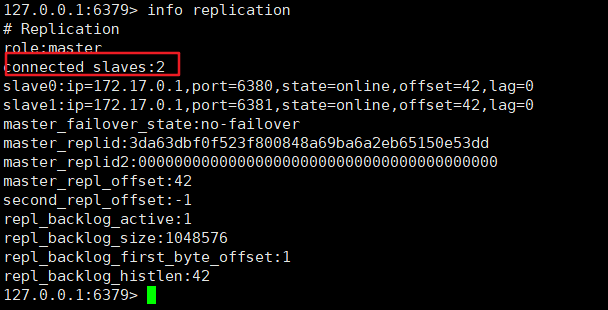 127.0.0.1:6379> info replication
# Replication
role:master
connected_slaves:2
slave0:ip=172.17.0.1,port=6380,state=online,offset=42,lag=0
slave1:ip=172.17.0.1,port=6381,state=online,offset=42,lag=0
master_failover_state:no-failover
master_replid:3da63dbf0f523f800848a69ba6a2eb65150e53dd
master_replid2:0000000000000000000000000000000000000000
master_repl_offset:42
second_repl_offset:-1
repl_backlog_active:1
repl_backlog_size:1048576
repl_backlog_first_byte_offset:1
repl_backlog_histlen:42
127.0.0.1:6379>